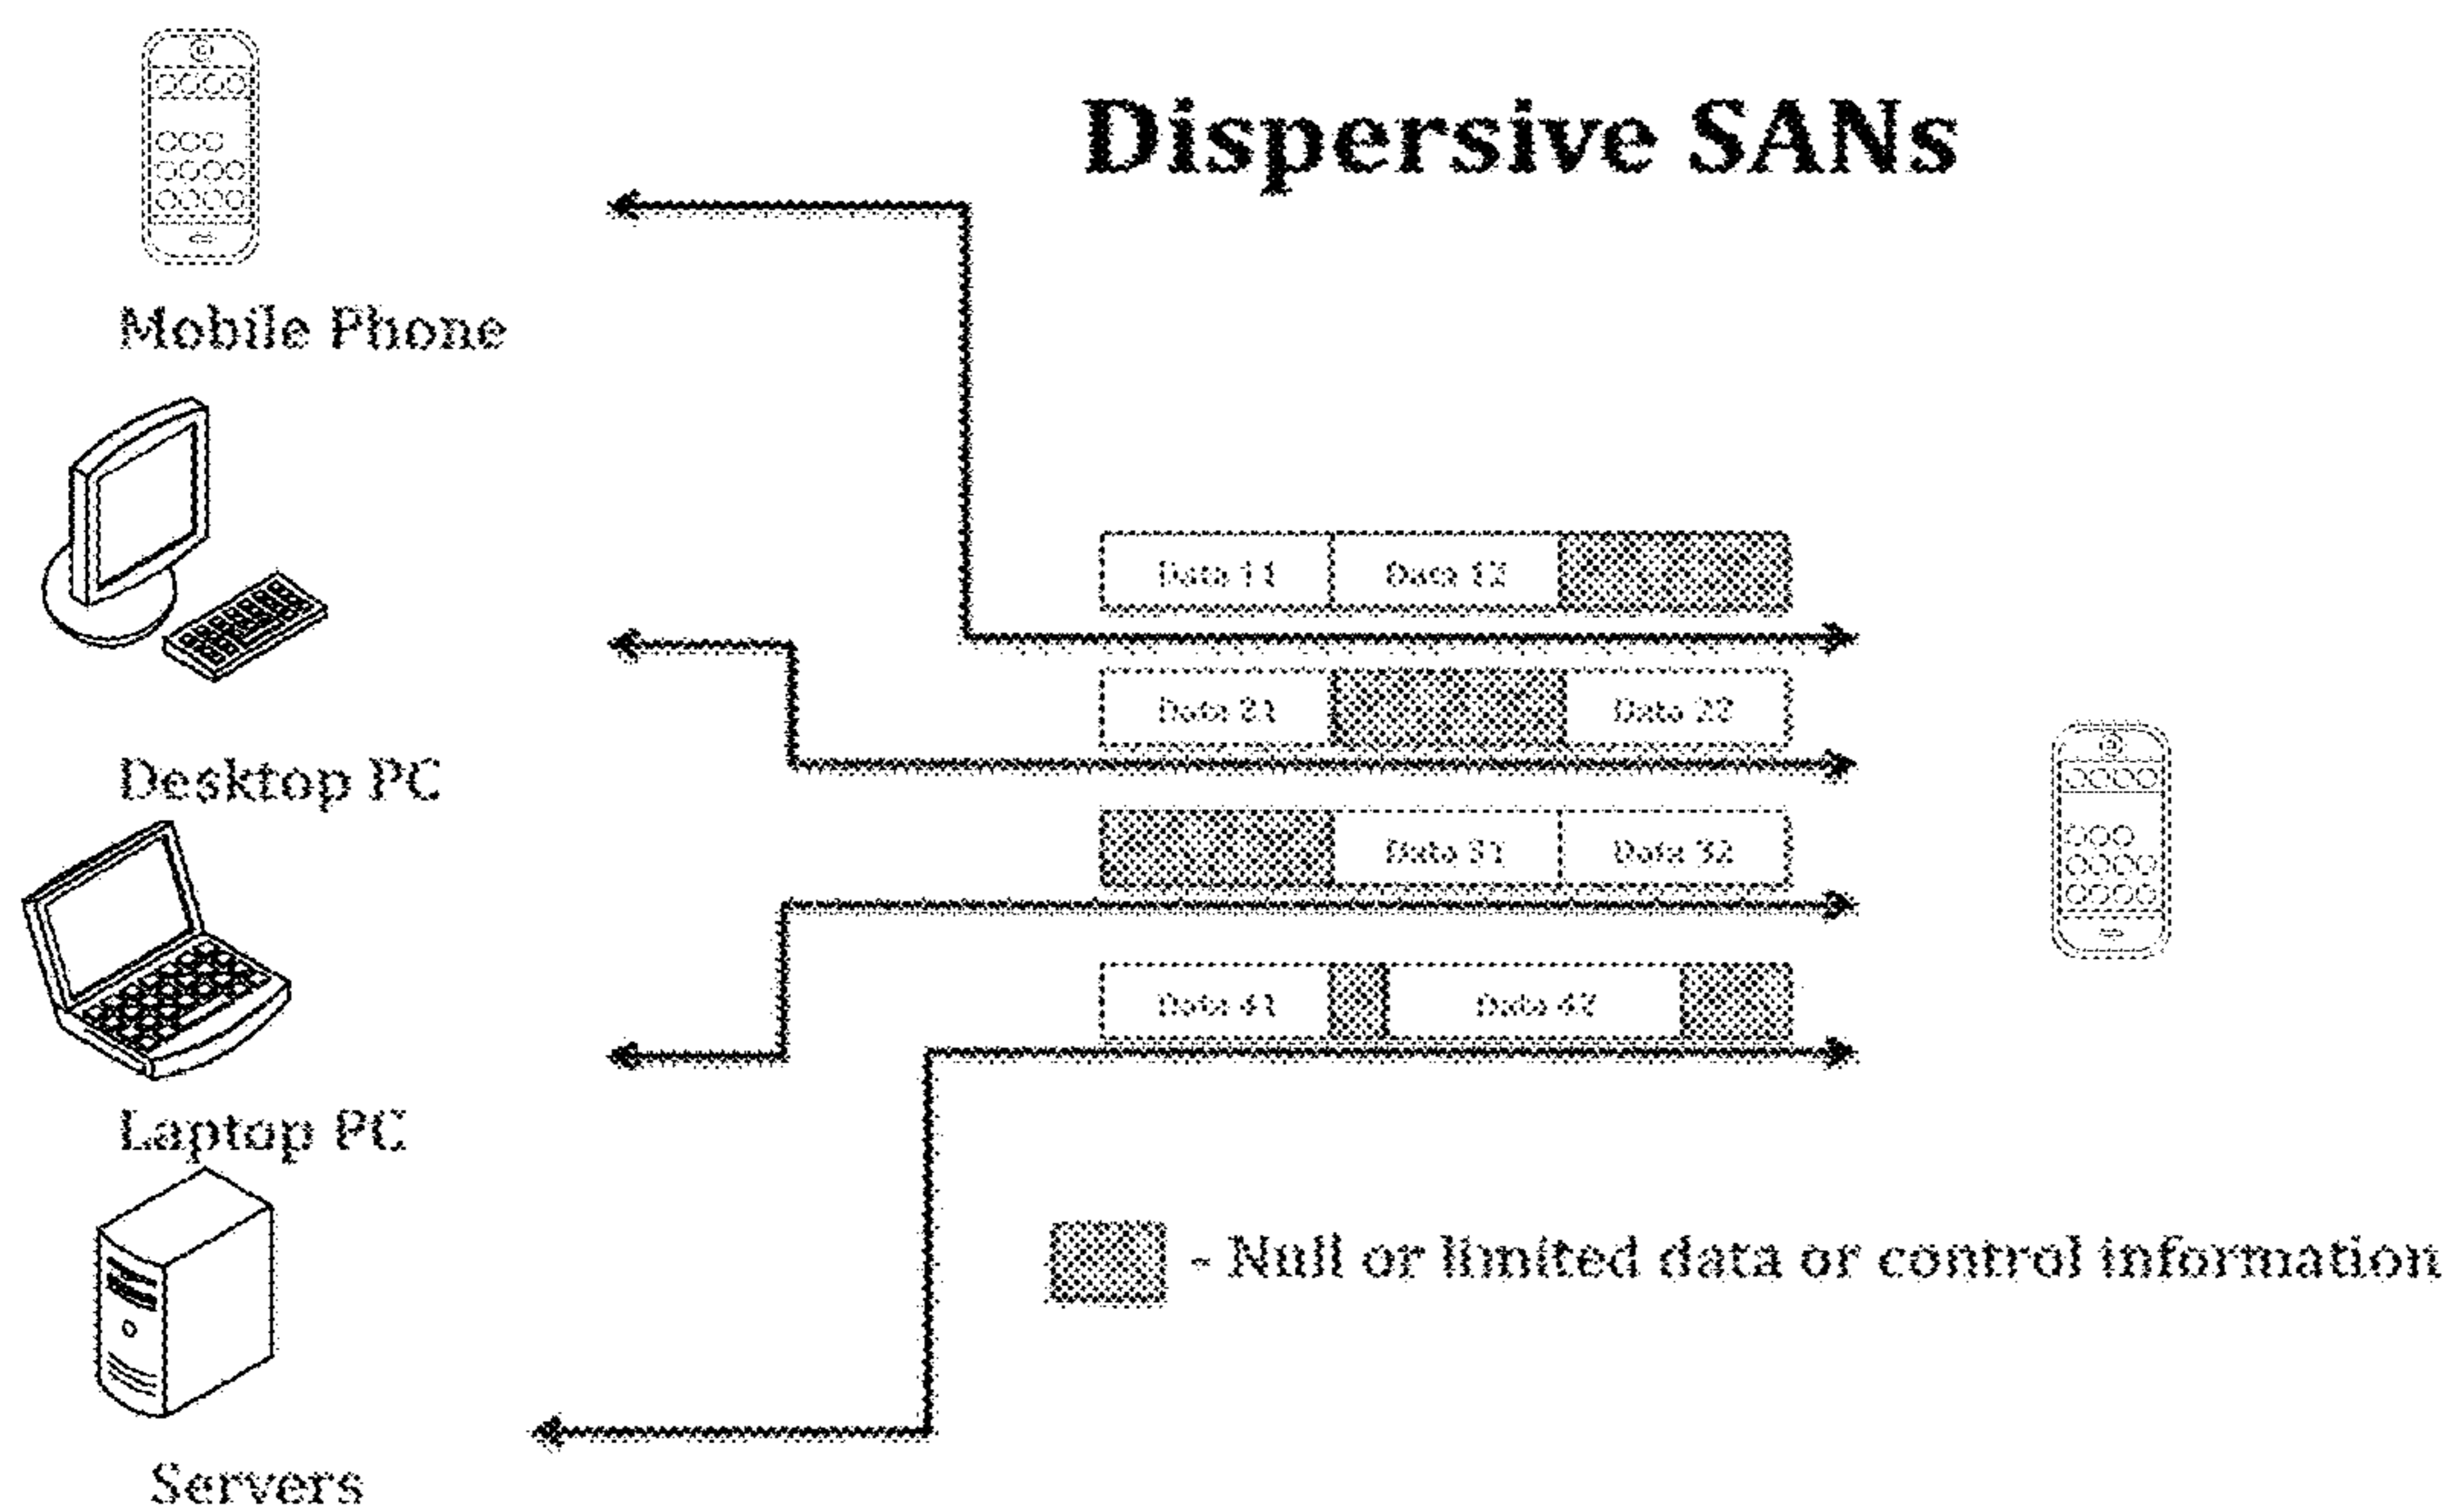 Dispersive SANs
Mobile Phone
Data 11
Data 12
Data 21
Data 22
Desktop PC
Data 31
Data 32
Data 41
Data 42
Laptop PC
- Null or limited data or control information
Servers